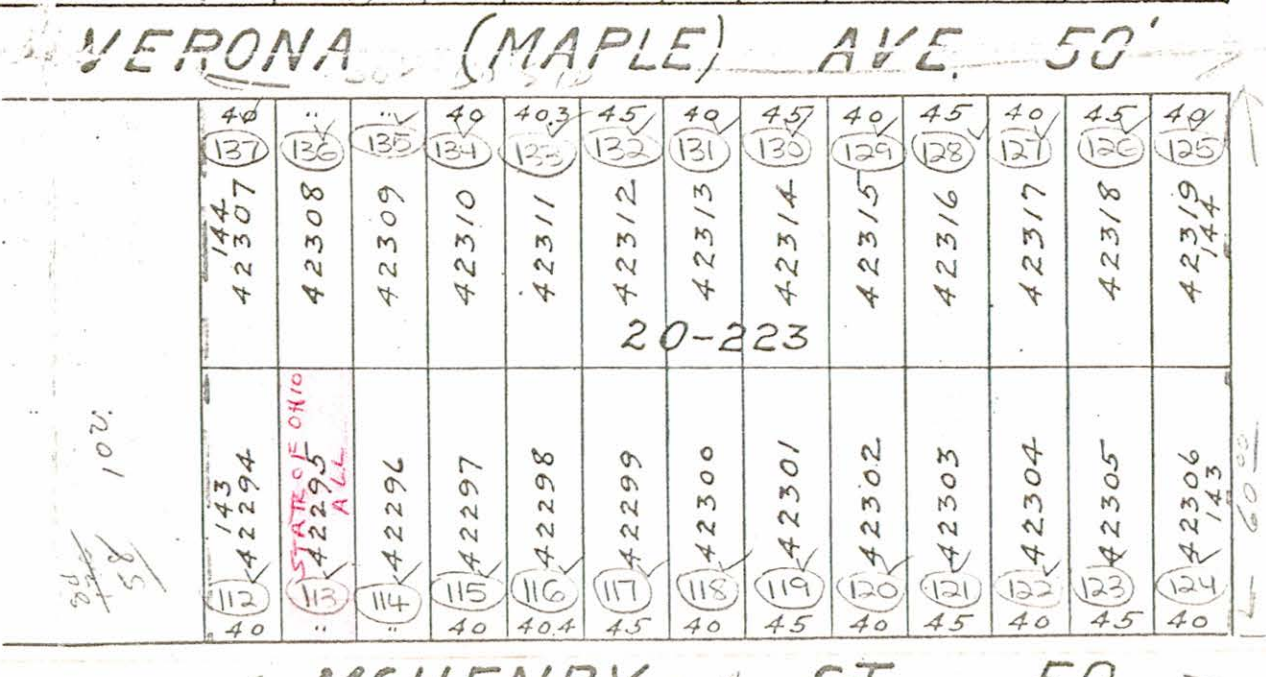 VERONA (MAPLE) AVE. 50'
40 " " 40 40.3 45 40 45 40 45 40 45 40
137 136 135 134 133 132 131 130 129 128 127 126 125
144 144
42307 42308 42309 42310 42311 42312 42313 42314 42315 42316 42317 42318 42319
20-223
STATE OF OHIO
ALL
143 143
42294 42295 42296 42297 42298 42299 42300 42301 42302 42303 42304 42305 42306
112 113 114 115 116 117 118 119 120 121 122 123 124
40 " " 40 40.4 45 40 45 40 45 40 45 40
102.
58
60
MCHENRY ST. 50